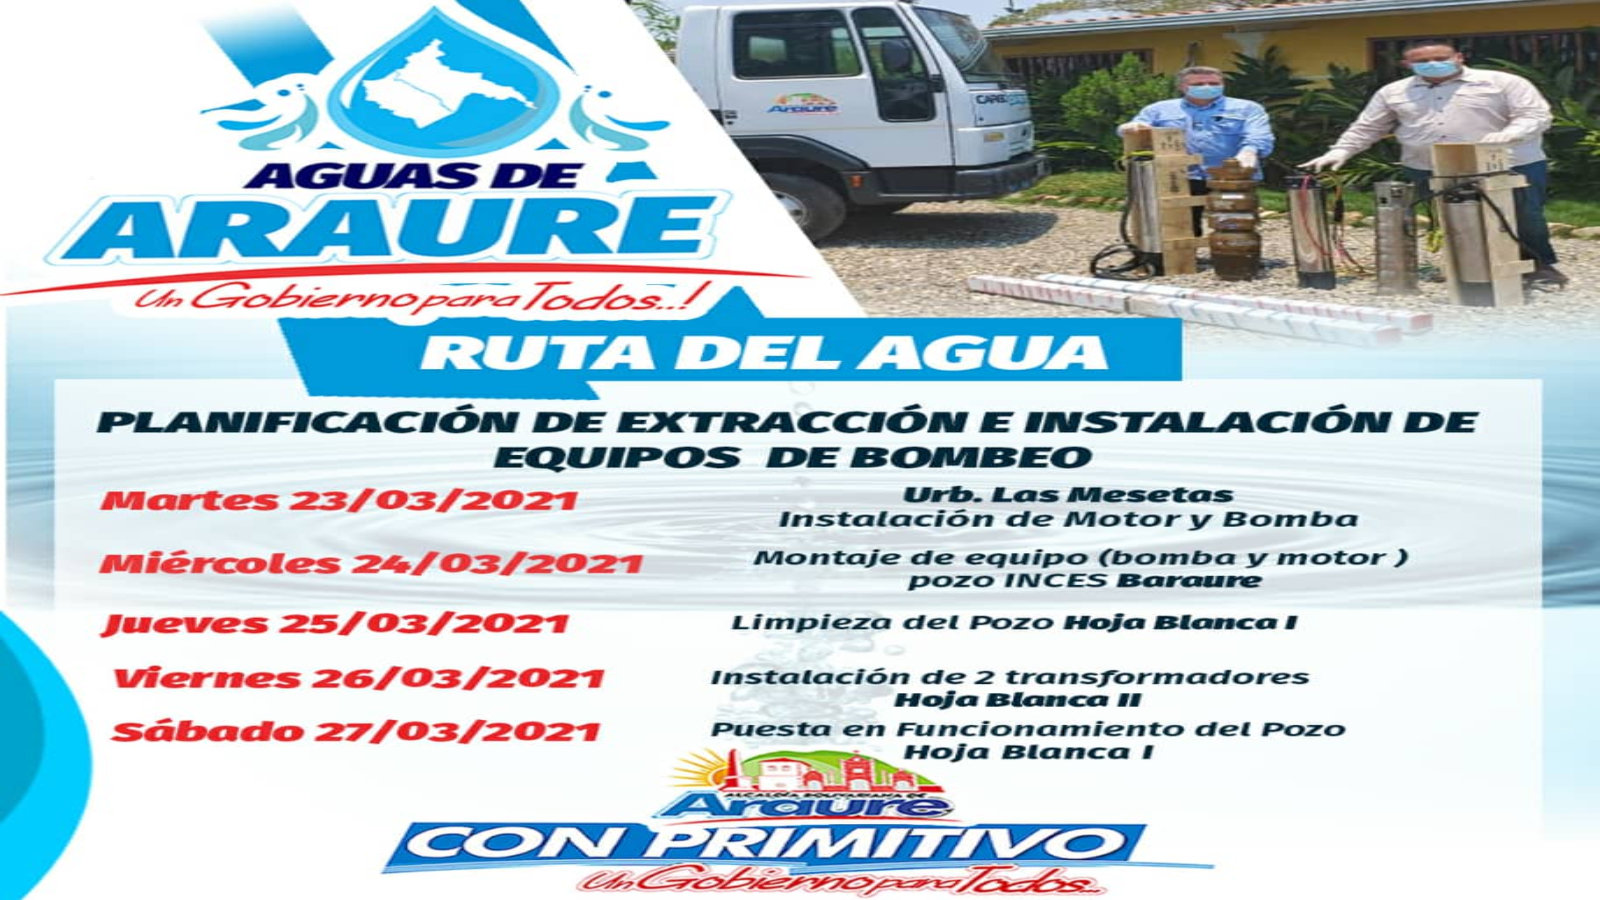 AGUAS DE
ARAURE
Un Gobierno para Todos..!
Araure
RUTA DEL AGUA
PLANIFICACIÓN DE EXTRACCIÓN E INSTALACIÓN DE
EQUIPOS DE BOMBEO
Martes 23/03/2021
Urb. Las Mesetas
Instalación de Motor y Bomba
Miércoles 24/03/2021
Montaje de equipo (bomba y motor )
pozo INCES Baraure
Jueves 25/03/2021
Limpieza del Pozo Hoja Blanca I
Viernes 26/03/2021
Instalación de 2 transformadores
Hoja Blanca II
Sábado 27/03/2021
Puesta en Funcionamiento del Pozo
Hoja Blanca I
ALCALDÍA BOLIVARIANA DE
Araure
CON PRIMITIVO
Un Gobierno para Todos...